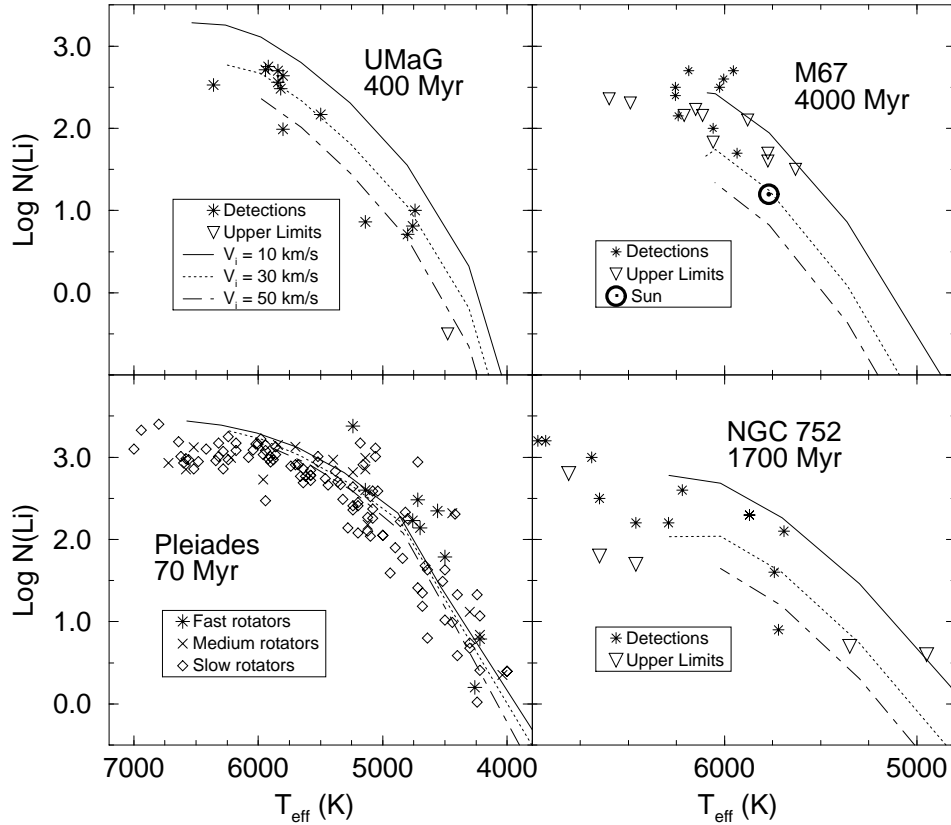 UMaG
400 Myr
M67
4000 Myr
3.0
2.0
1.0
0.0
Log N(Li)
Detections
Upper Limits
V_i = 10 km/s
V_i = 30 km/s
V_i = 50 km/s
Detections
Upper Limits
Sun
Pleiades
70 Myr
NGC 752
1700 Myr
3.0
2.0
1.0
0.0
Log N(Li)
Fast rotators
Medium rotators
Slow rotators
Detections
Upper Limits
7000 6000 5000 4000
6000 5000
T_eff (K)
T_eff (K)